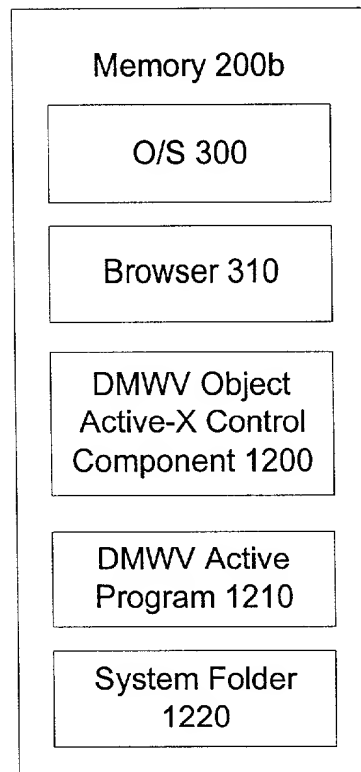 Memory 200b
O/S 300
Browser 310
DMWV Object
Active-X Control
Component 1200
DMWV Active
Program 1210
System Folder
1220